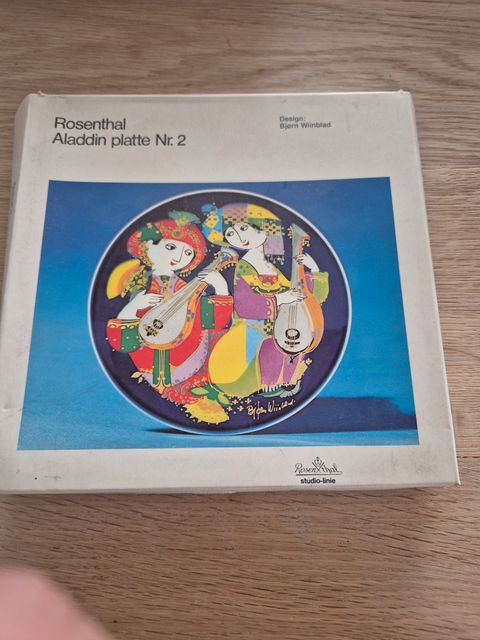 Rosenthal
Aladdin platte Nr. 2
Design:
Bjørn Wiinblad
Bjørn Wiinblad.
Rosenthal
studio-linie